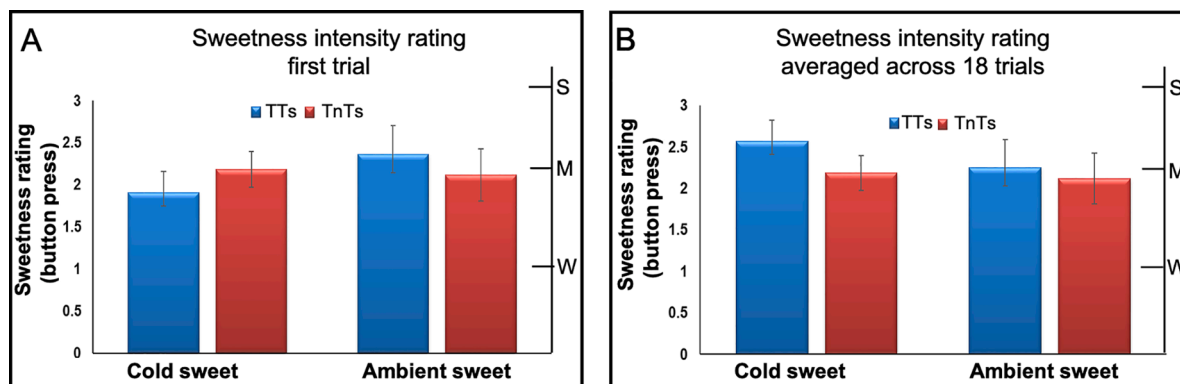 A
Sweetness intensity rating
first trial
Sweetness rating
(button press)
3
2.5
2
1.5
1
0.5
0
TTs TnTs
S
M
W
Cold sweet Ambient sweet
B
Sweetness intensity rating
averaged across 18 trials
Sweetness rating
(button press)
3
2.5
2
1.5
1
0.5
0
TTs TnTs
S
M
W
Cold sweet Ambient sweet